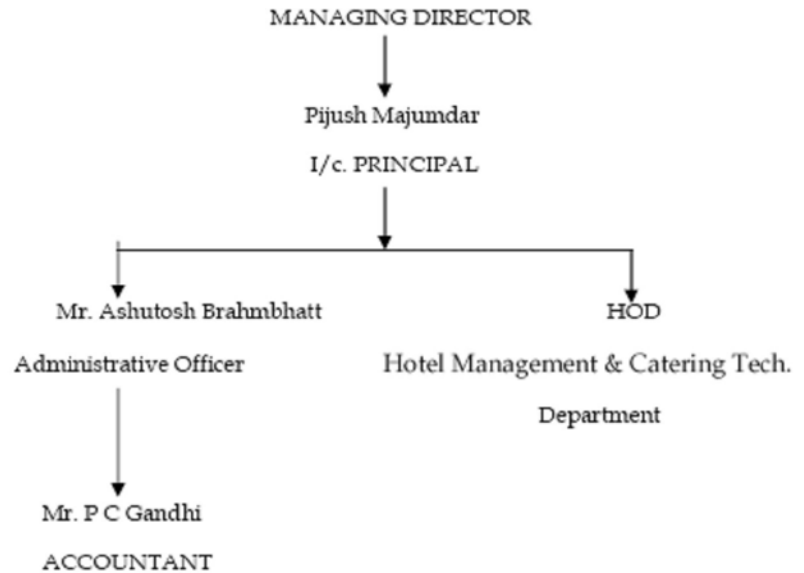 MANAGING DIRECTOR
Pijush Majumdar
I/c. PRINCIPAL
Mr. Ashutosh Brahmbhatt
HOD
Administrative Officer
Hotel Management & Catering Tech.
Department
Mr. P C Gandhi
ACCOUNTANT